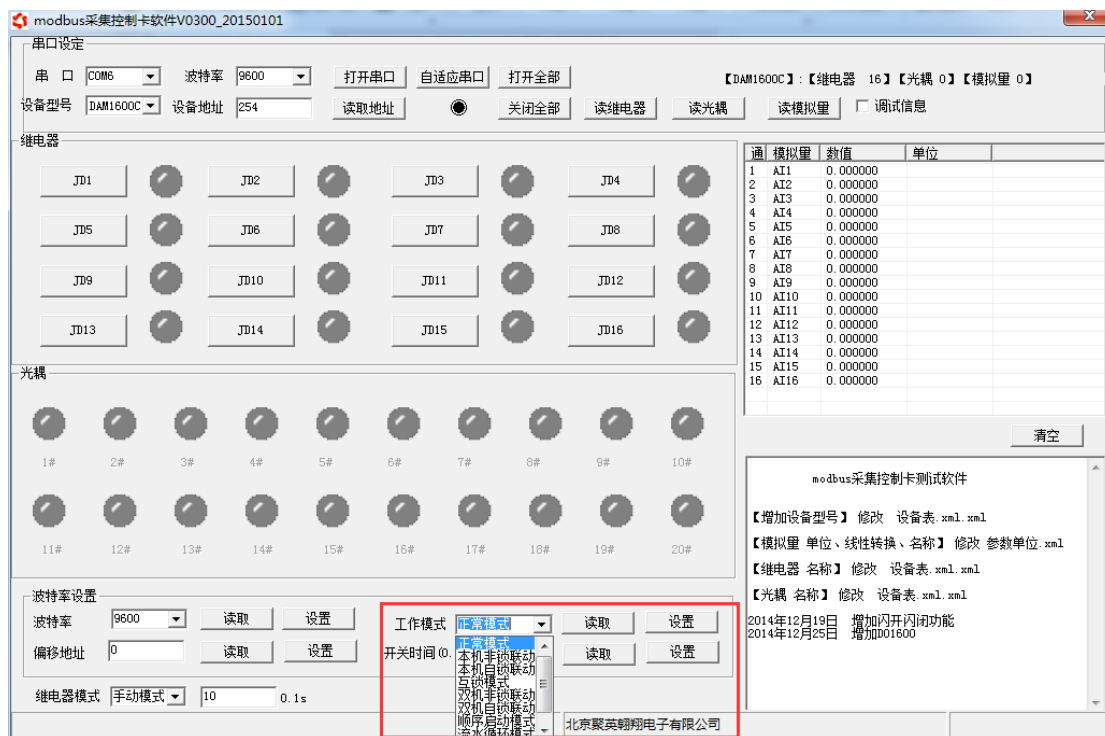 modbus采集控制卡软件V0300_20150101
串口设定
串 口 COM6 波特率 9600 打开串口 自适应串口 打开全部 【DAM1600C】:【继电器 16】【光耦 0】【模拟量 0】
设备型号 DAM1600C 设备地址 254 读取地址 关闭全部 读继电器 读光耦 读模拟量 调试信息
继电器
JD1 JD2 JD3 JD4
JD5 JD6 JD7 JD8
JD9 JD10 JD11 JD12
JD13 JD14 JD15 JD16
通 模拟量 数值 单位
1 AI1 0.000000
2 AI2 0.000000
3 AI3 0.000000
4 AI4 0.000000
5 AI5 0.000000
6 AI6 0.000000
7 AI7 0.000000
8 AI8 0.000000
9 AI9 0.000000
10 AI10 0.000000
11 AI11 0.000000
12 AI12 0.000000
13 AI13 0.000000
14 AI14 0.000000
15 AI15 0.000000
16 AI16 0.000000
光耦
1# 2# 3# 4# 5# 6# 7# 8# 9# 10#
11# 12# 13# 14# 15# 16# 17# 18# 19# 20#
清空
modbus采集控制卡测试软件
【增加设备型号】 修改 设备表.xml.xml
【模拟量 单位、线性转换、名称】 修改 参数单位.xml
【继电器 名称】 修改 设备表.xml.xml
【光耦 名称】 修改 设备表.xml.xml
2014年12月19日 增加闪开闪闭功能
2014年12月25日 增加DO1600
波特率设置
波特率 9600 读取 设置
偏移地址 0 读取 设置
工作模式 正常模式 读取 设置
开关时间(0. 读取 设置
正常模式
本机非锁联动
本机自锁联动
互锁模式
双机非锁联动
双机自锁联动
顺序启动模式
流水循环模式
继电器模式 手动模式 10 0.1s
北京聚英翱翔电子有限公司